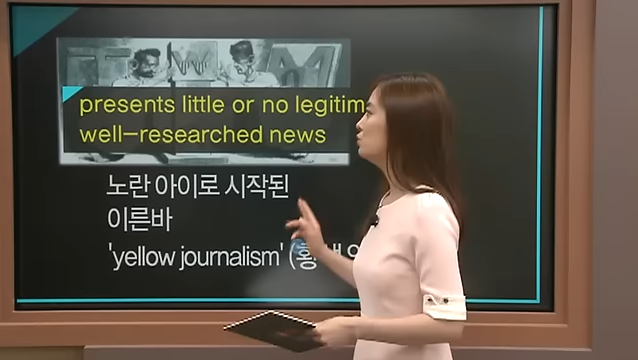 presents little or no legitim
well-researched news
노란 아이로 시작된
이른바
'yellow journalism' (황